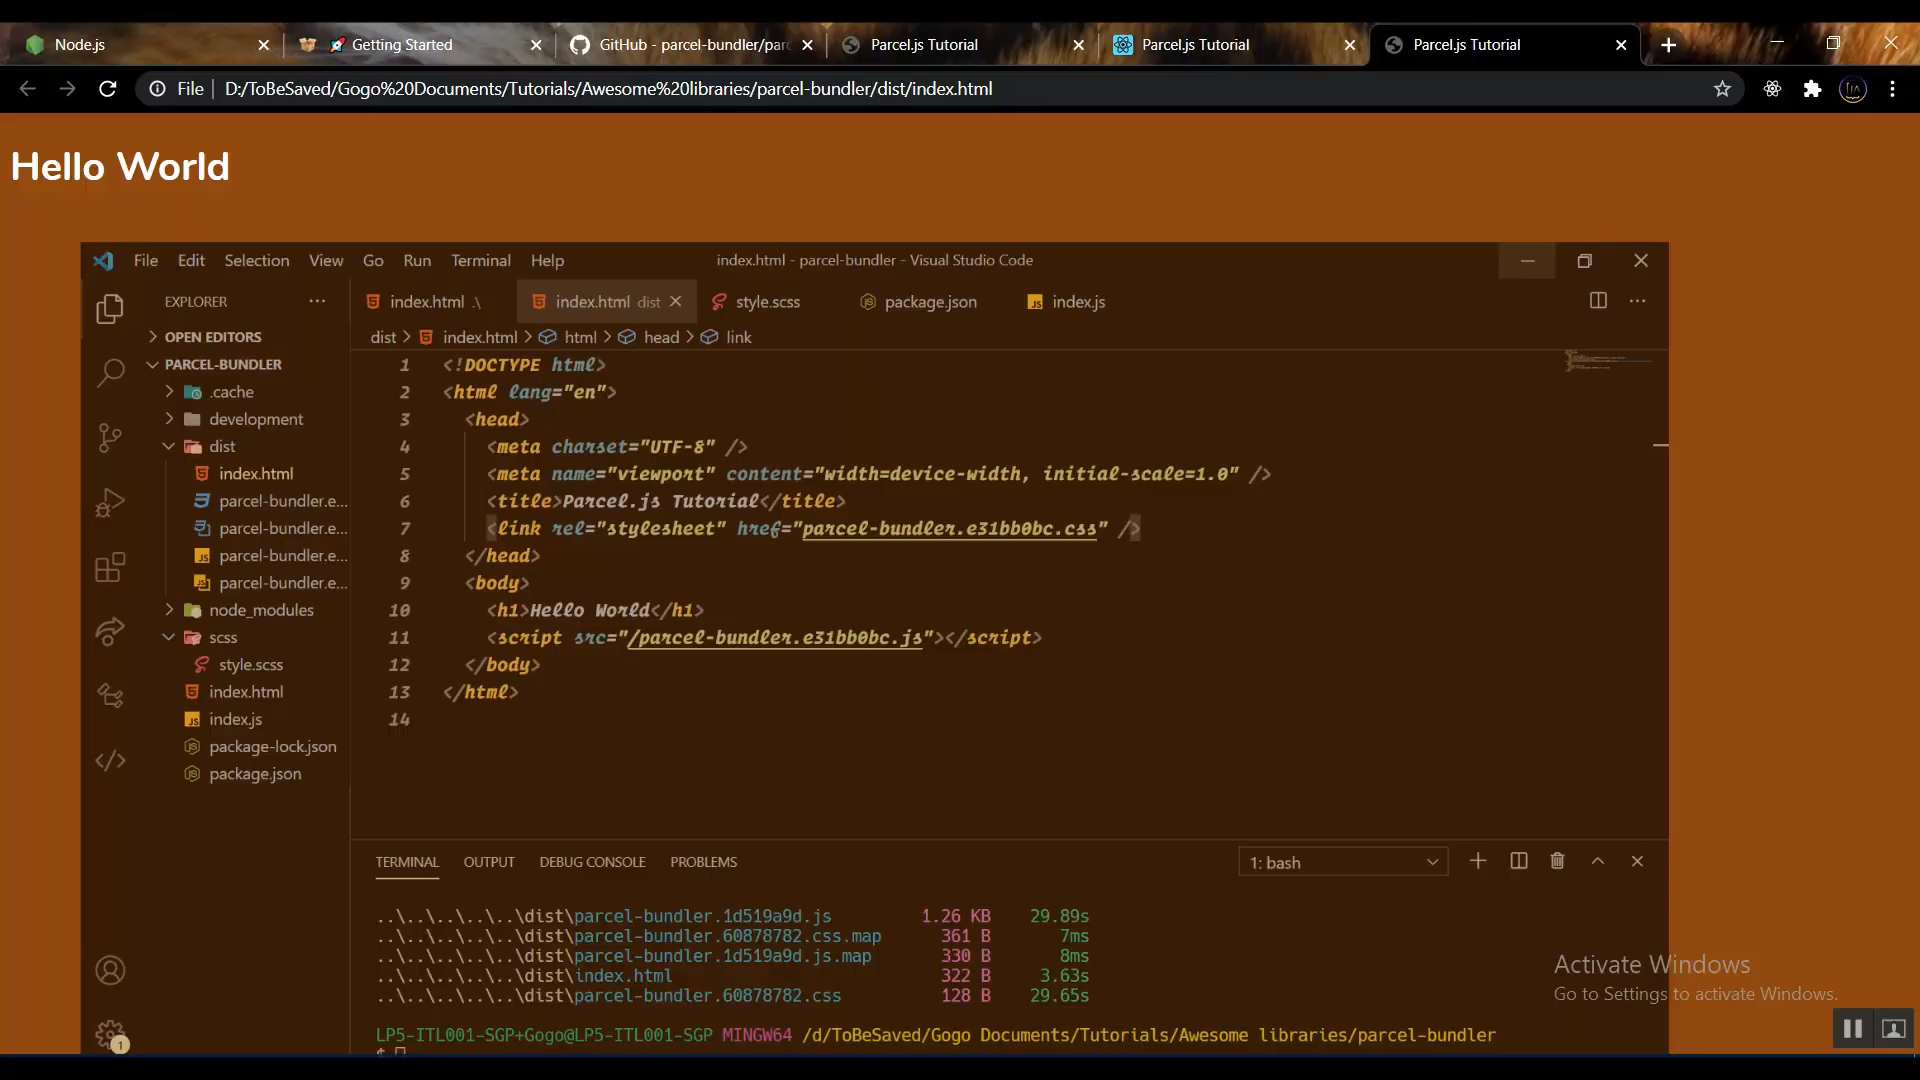 Node.js
Getting Started
GitHub - parcel-bundler/parc
Parcel.js Tutorial
Parcel.js Tutorial
Parcel.js Tutorial
File | D:/ToBeSaved/Gogo%20Documents/Tutorials/Awesome%20libraries/parcel-bundler/dist/index.html
Hello World
File Edit Selection View Go Run Terminal Help
index.html - parcel-bundler - Visual Studio Code
EXPLORER
index.html .\
index.html dist
style.scss
package.json
index.js
OPEN EDITORS
dist > index.html > html > head > link
PARCEL-BUNDLER
.cache
development
dist
index.html
parcel-bundler.e...
parcel-bundler.e...
parcel-bundler.e...
parcel-bundler.e...
node_modules
scss
style.scss
index.html
index.js
package-lock.json
package.json
1 <!DOCTYPE html>
2 <html lang="en">
3 <head>
4 <meta charset="UTF-8" />
5 <meta name="viewport" content="width=device-width, initial-scale=1.0" />
6 <title>Parcel.js Tutorial</title>
7 <link rel="stylesheet" href="parcel-bundler.e31bb0bc.css" />
8 </head>
9 <body>
10 <h1>Hello World</h1>
11 <script src="/parcel-bundler.e31bb0bc.js"></script>
12 </body>
13 </html>
14
TERMINAL OUTPUT DEBUG CONSOLE PROBLEMS
1: bash
..\..\..\..\..\dist\parcel-bundler.1d519a9d.js 1.26 KB 29.89s
..\..\..\..\..\dist\parcel-bundler.60878782.css.map 361 B 7ms
..\..\..\..\..\dist\parcel-bundler.1d519a9d.js.map 330 B 8ms
..\..\..\..\..\dist\index.html 322 B 3.63s
..\..\..\..\..\dist\parcel-bundler.60878782.css 128 B 29.65s
LP5-ITL001-SGP+Gogo@LP5-ITL001-SGP MINGW64 /d/ToBeSaved/Gogo Documents/Tutorials/Awesome libraries/parcel-bundler
$
1
Activate Windows
Go to Settings to activate Windows.